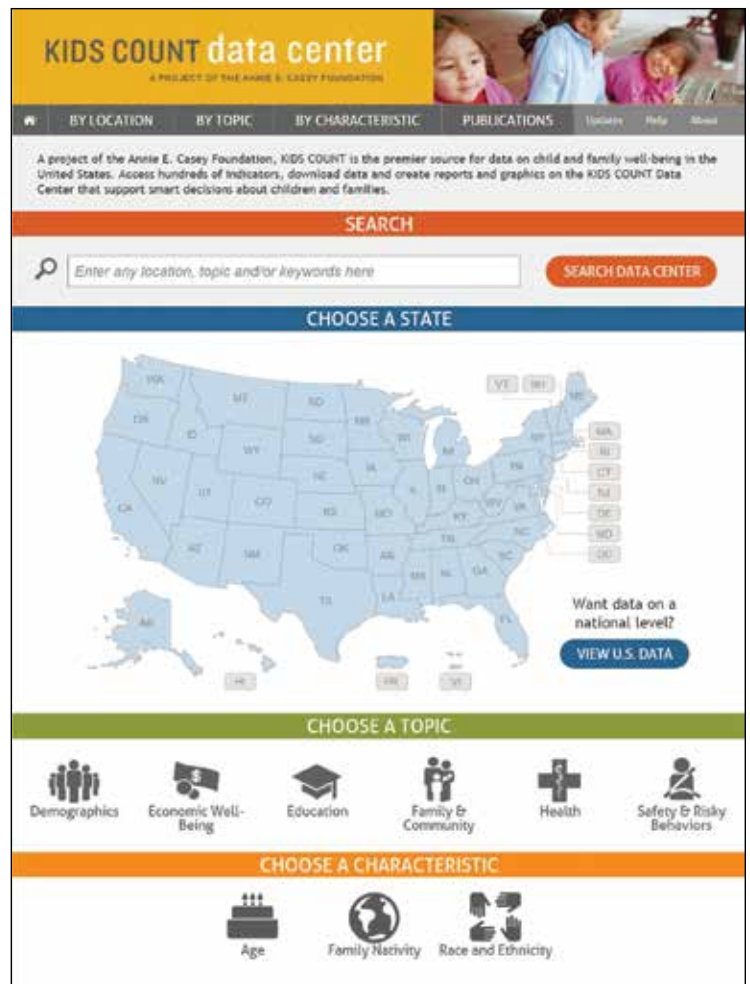 KIDS COUNT data center
A PROJECT OF THE ANNIE E. CASEY FOUNDATION
BY LOCATION BY TOPIC BY CHARACTERISTIC PUBLICATIONS Updates Help About
A project of the Annie E. Casey Foundation, KIDS COUNT is the premier source for data on child and family well-being in the
United States. Access hundreds of indicators, download data and create reports and graphics on the KIDS COUNT Data
Center that support smart decisions about children and families.
SEARCH
Enter any location, topic and/or keywords here
SEARCH DATA CENTER
CHOOSE A STATE
WA
MT
ND
MN
VT
NH
ME
OR
ID
WY
SD
WI
MI
NY
MA
RI
CT
NJ
DE
MD
DC
NV
UT
CO
NE
IA
IL
IN
OH
PA
WV
VA
CA
KS
MO
KY
NC
AZ
NM
OK
AR
TN
SC
MS
AL
GA
TX
LA
FL
AK
HI
PR
VI
Want data on a
national level?
VIEW U.S. DATA
CHOOSE A TOPIC
Demographics
Economic Well-
Being
Education
Family &
Community
Health
Safety & Risky
Behaviors
CHOOSE A CHARACTERISTIC
Age
Family Nativity
Race and Ethnicity